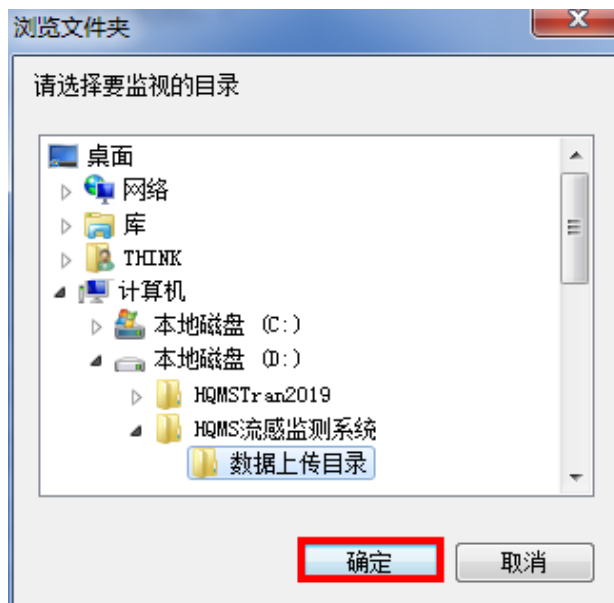 浏览文件夹
请选择要监视的目录
桌面
网络
库
THINK
计算机
本地磁盘 (C:)
本地磁盘 (D:)
HQMSTran2019
HQMS流感监测系统
数据上传目录
确定 取消